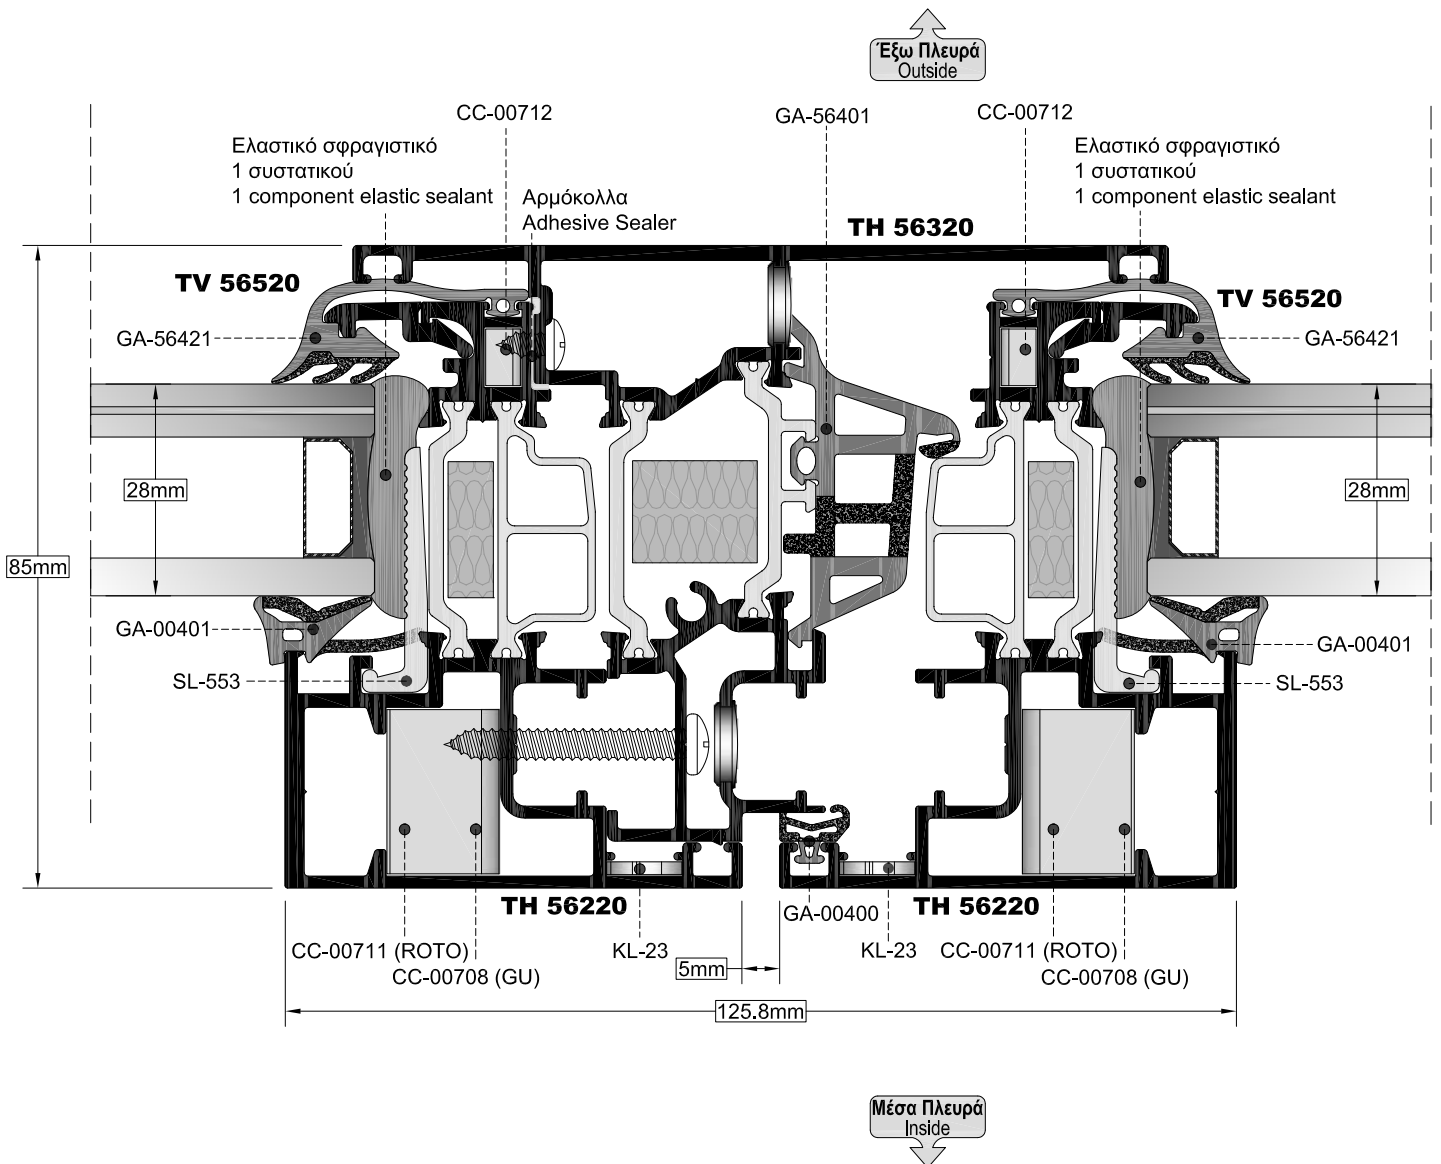 Έξω Πλευρά
Outside
CC-00712
GA-56401
CC-00712
Ελαστικό σφραγιστικό
1 συστατικού
1 component elastic sealant
Αρμόκολλα
Adhesive Sealer
Ελαστικό σφραγιστικό
1 συστατικού
1 component elastic sealant
TH 56320
TV 56520
TV 56520
GA-56421
GA-56421
28mm
28mm
85mm
GA-00401
GA-00401
SL-553
SL-553
TH 56220
GA-00400
TH 56220
CC-00711 (ROTO)
CC-00708 (GU)
KL-23
5mm
KL-23
CC-00711 (ROTO)
CC-00708 (GU)
125.8mm
Μέσα Πλευρά
Inside